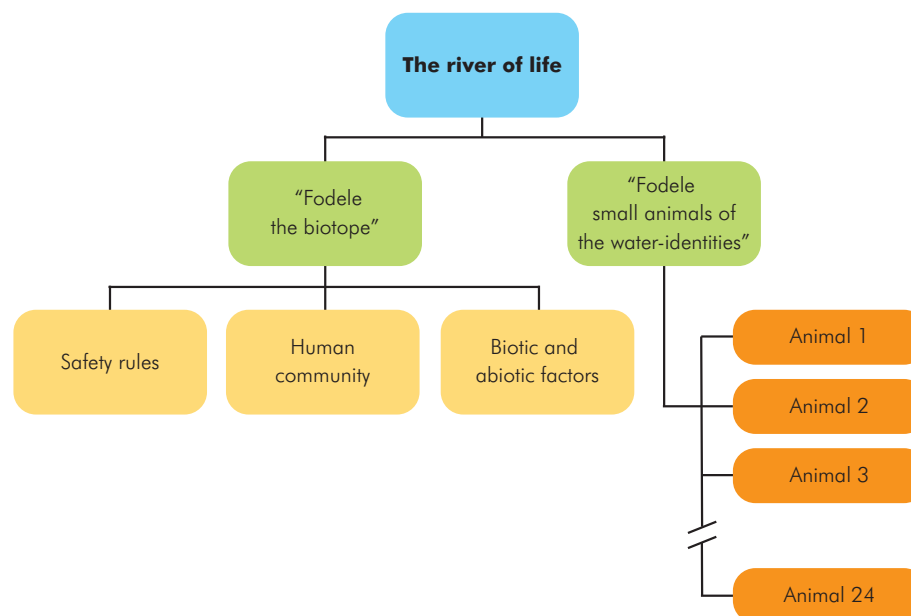 The river of life
“Fodele
the biotope”
“Fodele
small animals of
the water-identities”
Safety rules
Human
community
Biotic and
abiotic factors
Animal 1
Animal 2
Animal 3
Animal 24